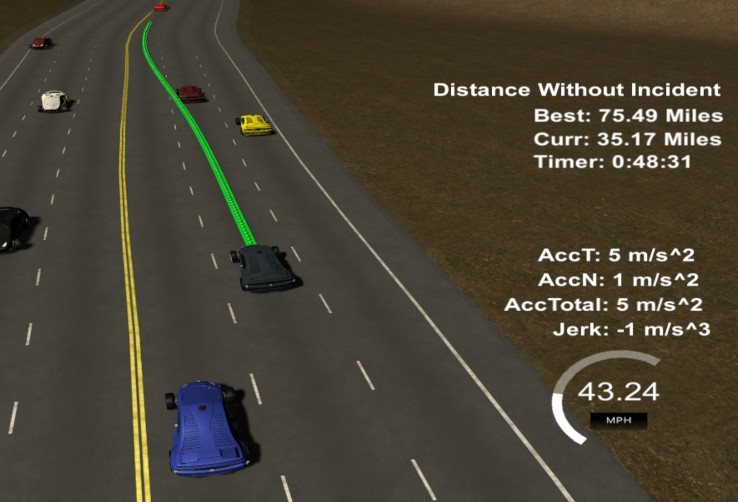 Distance Without Incident
Best: 75.49 Miles
Curr: 35.17 Miles
Timer: 0:48:31
AccT: 5 m/s^2
AccN: 1 m/s^2
AccTotal: 5 m/s^2
Jerk: -1 m/s^3
43.24
MPH